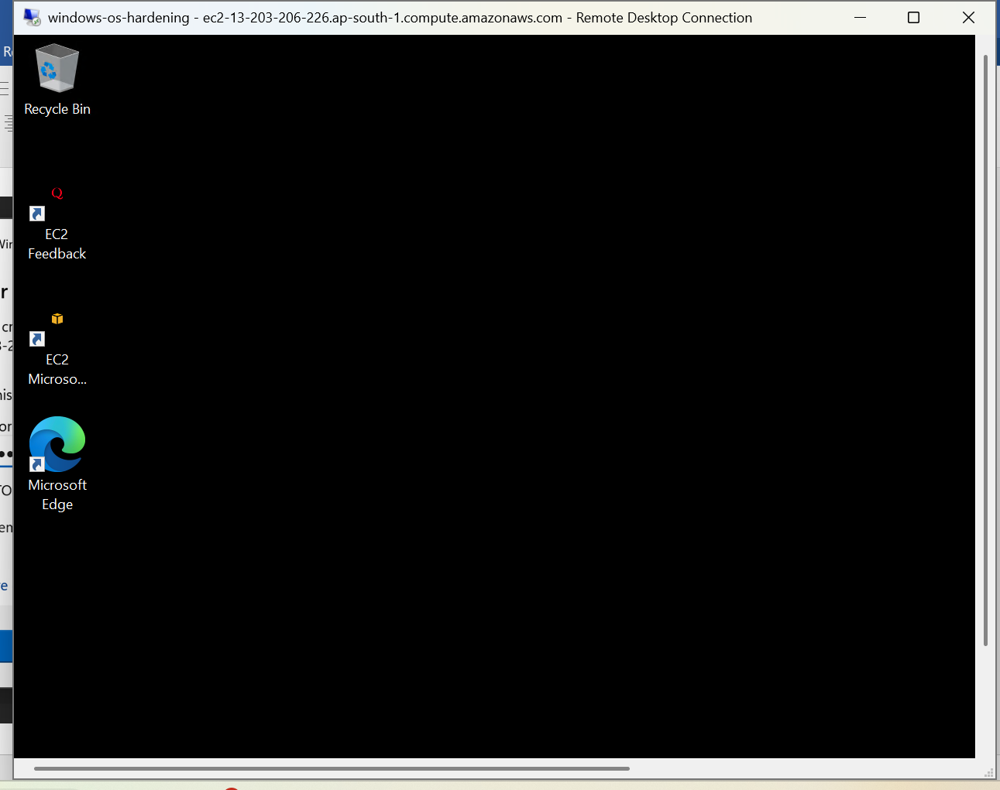 windows-os-hardening - ec2-13-203-206-226.ap-south-1.compute.amazonaws.com - Remote Desktop Connection
Recycle Bin
Q
EC2
Feedback
EC2
Microso...
Microsoft
Edge